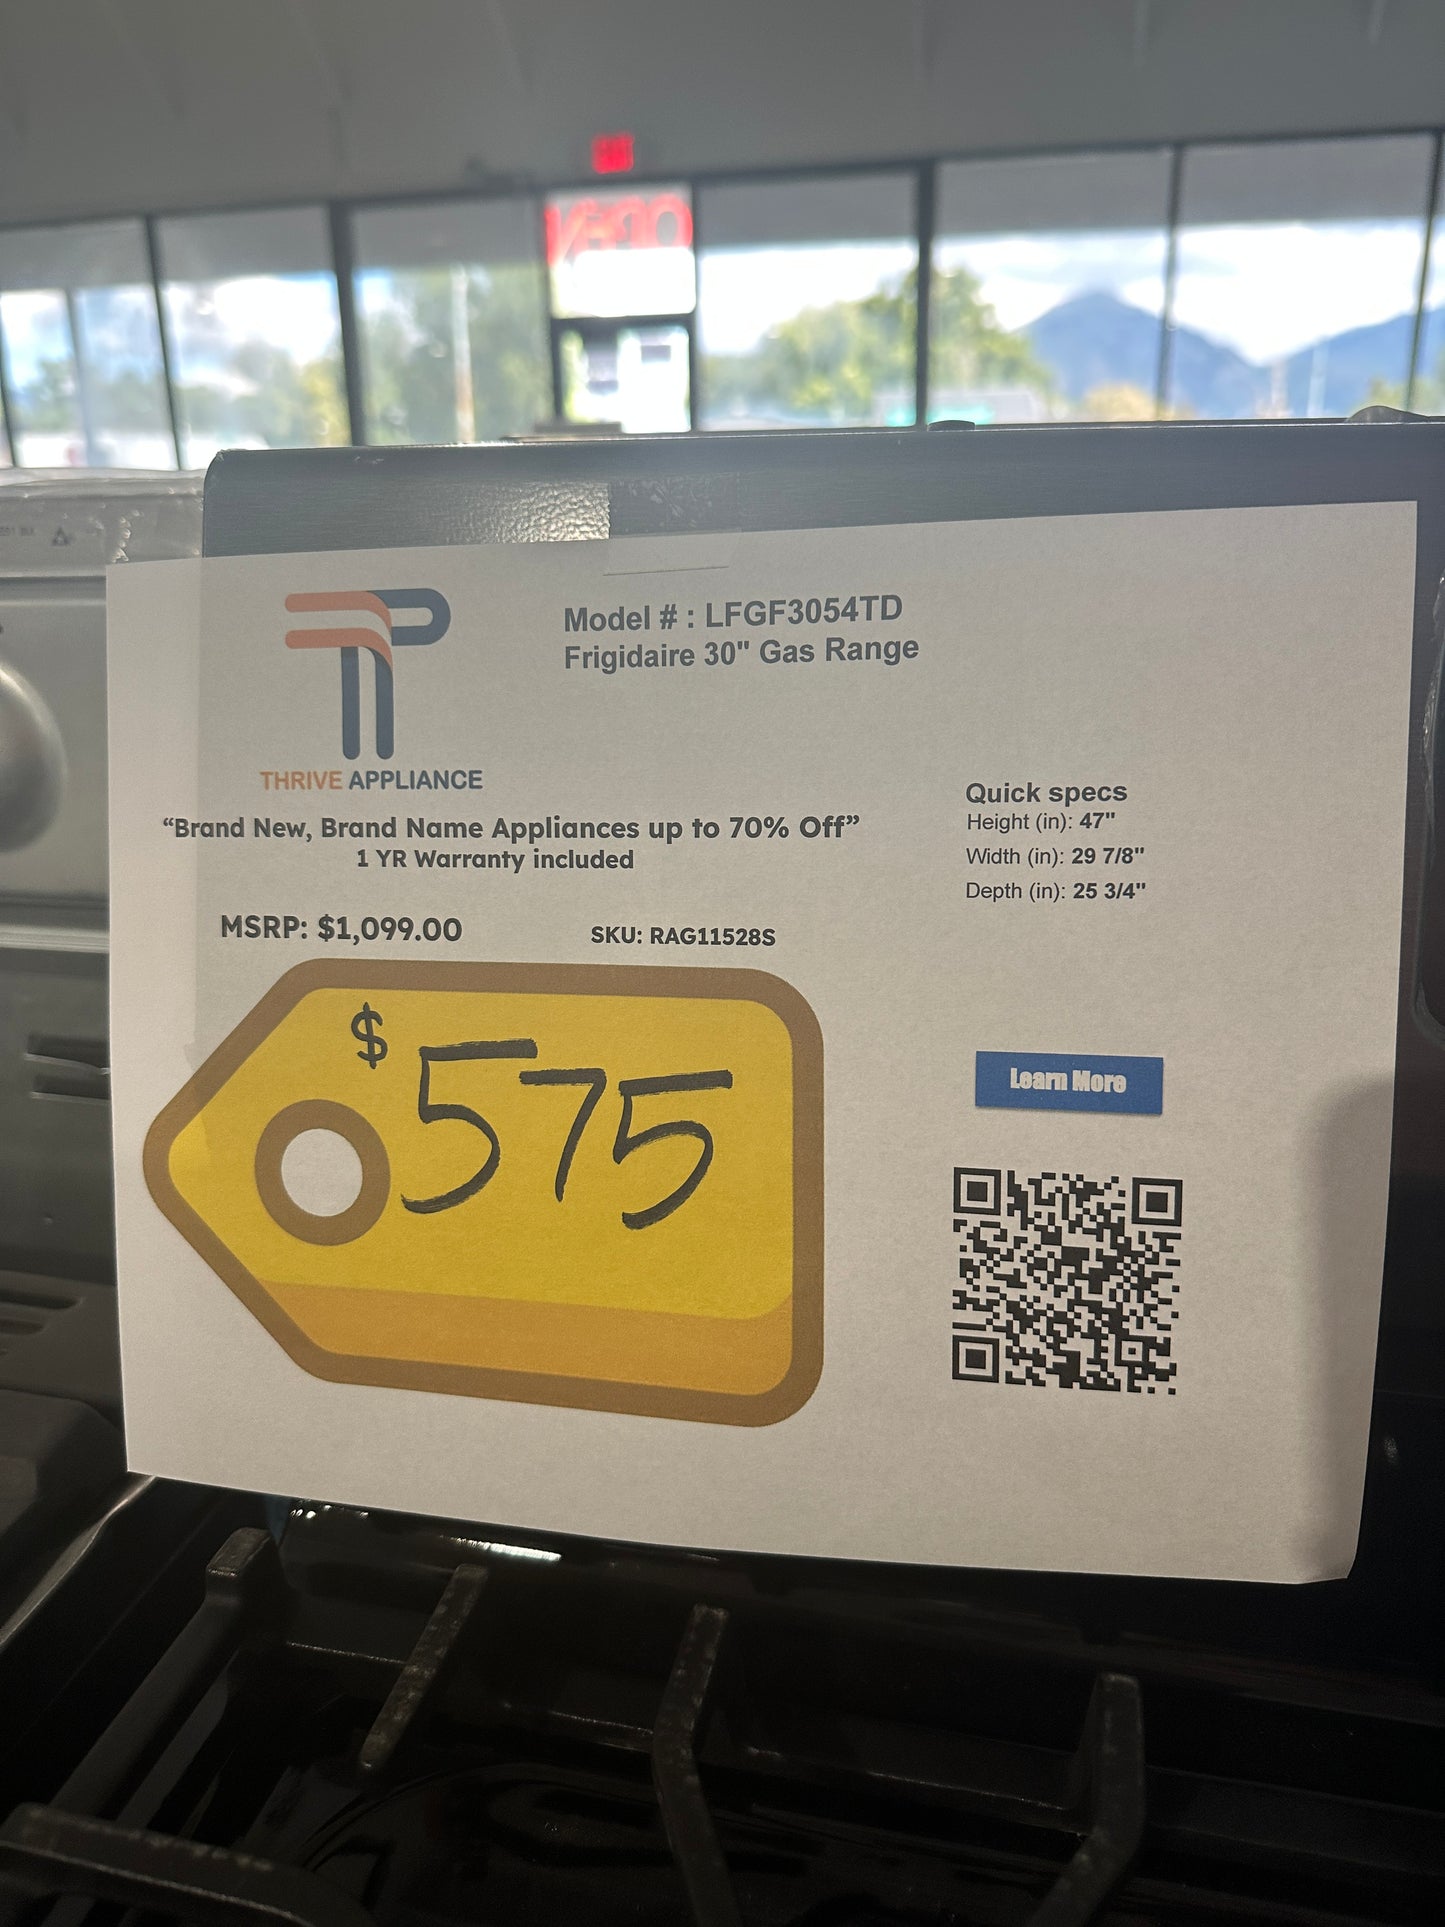 EXIT
OPEN
Model # : LFGF3054TD
Frigidaire 30" Gas Range
THRIVE APPLIANCE
“Brand New, Brand Name Appliances up to 70% Off”
1 YR Warranty included
MSRP: $1,099.00
SKU: RAG11528S
$575
Quick specs
Height (in): 47"
Width (in): 29 7/8"
Depth (in): 25 3/4"
Learn More